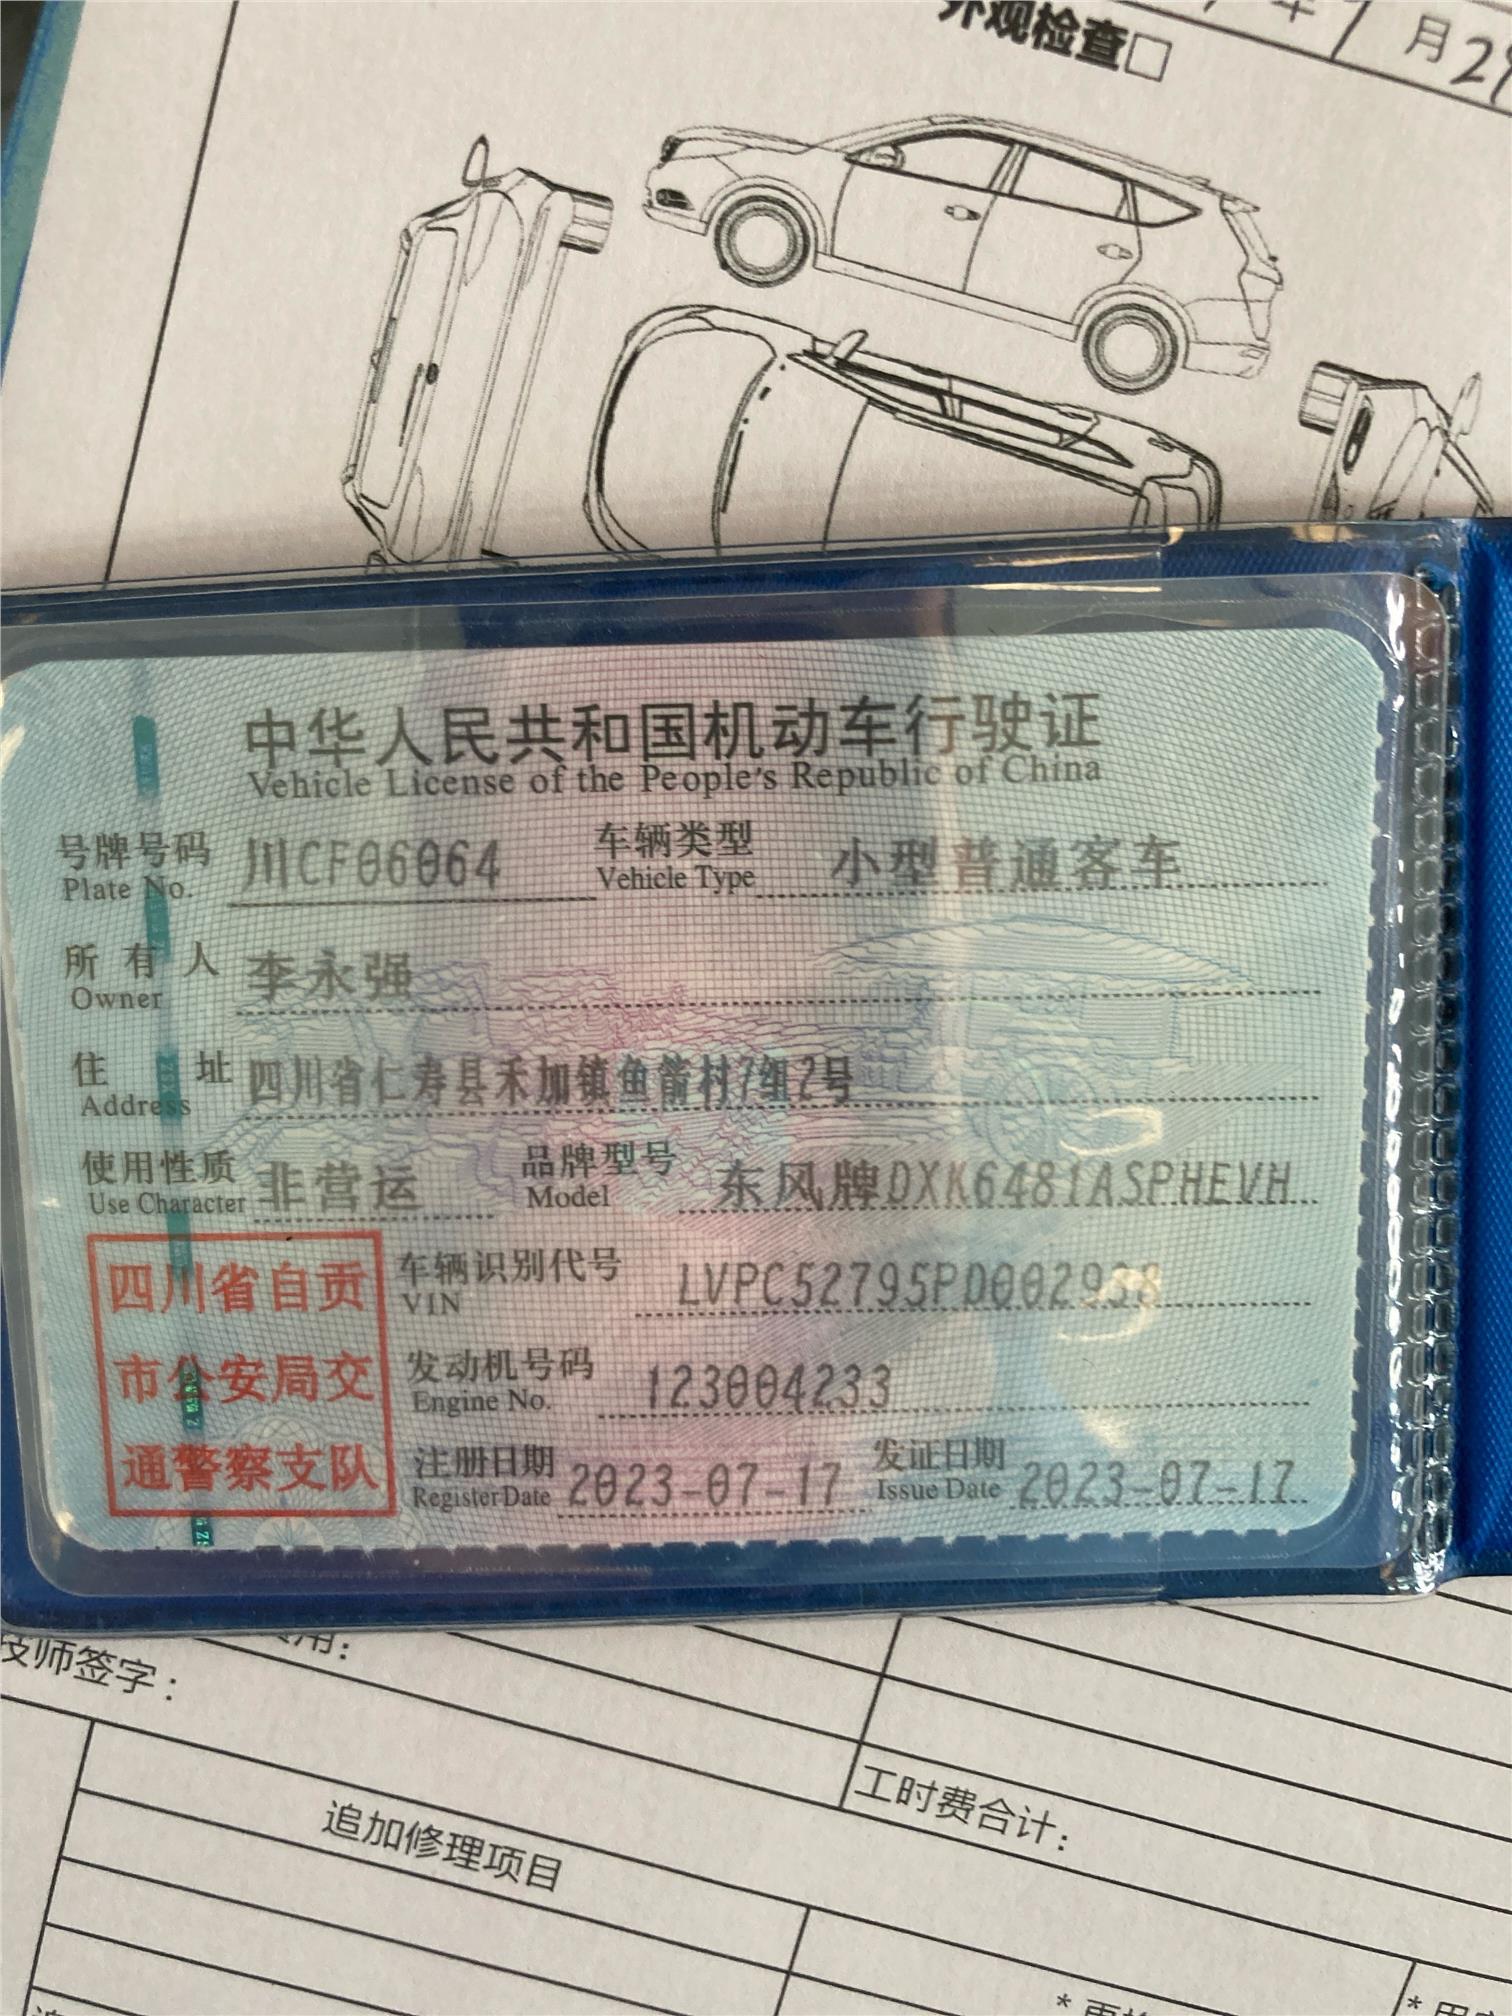 外观检查□
年
月29
中华人民共和国机动车行驶证
Vehicle License of the People's Republic of China
号牌号码 川CF06064 车辆类型 小型普通客车
Plate No. Vehicle Type
所有人 李永强
Owner
住址 四川省仁寿县禾加镇鱼箭村7组2号
Address
使用性质 非营运 品牌型号 东风牌DXK6481ASPHEVH
Use Character Model
四川省自贡
市公安局交
通警察支队
车辆识别代号 LVPC52795PD002938
VIN
发动机号码 123004233
Engine No.
注册日期 2023-07-17 发证日期 2023-07-17
Register Date Issue Date
用：
技师签字：
工时费合计：
追加修理项目